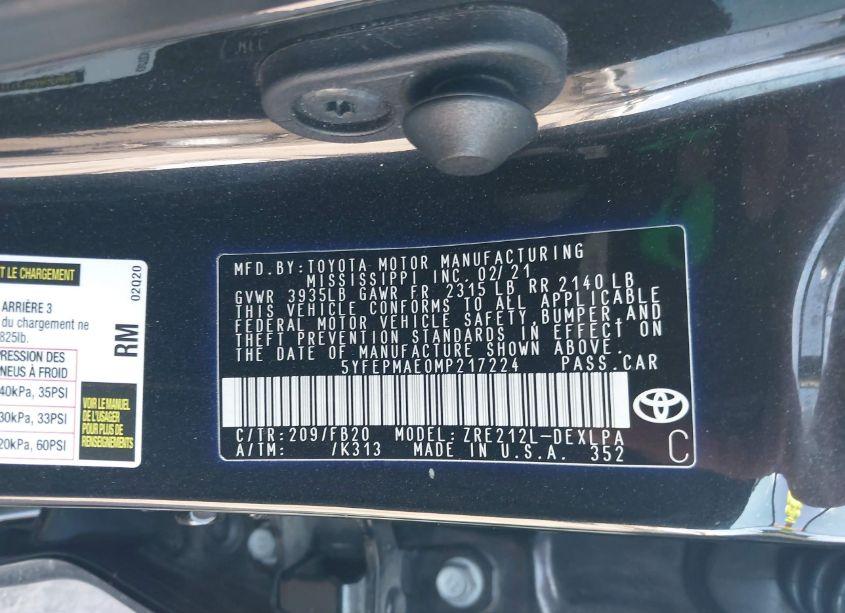 T LE CHARGEMENT
ARRIÈRE 3
du chargement ne
825lb.
PRESSION DES
NEUS À FROID
40kPa, 35PSI
30kPa, 33PSI
20kPa, 60PSI
RM
02Q20
VOIR LE MANUEL
DE L'USAGER
POUR PLUS DE
RENSEIGNEMENTS
MFD.BY:TOYOTA MOTOR MANUFACTURING
MISSISSIPPI INC. 02/21
GVWR 3935LB GAWR FR 2315 LB RR 2140 LB
THIS VEHICLE CONFORMS TO ALL APPLICABLE
FEDERAL MOTOR VEHICLE SAFETY, BUMPER, AND
THEFT PREVENTION STANDARDS IN EFFECT ON
THE DATE OF MANUFACTURE SHOWN ABOVE.
5YFEPMAE0MP217224 PASS.CAR
C/TR:209/FB20 MODEL: ZRE212L-DEXLPA
A/TM: /K313 MADE IN U.S.A. 352
C